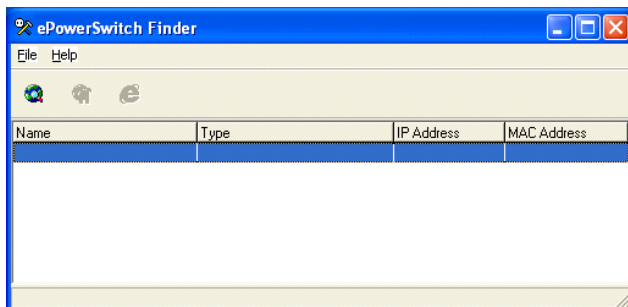 ePowerSwitch Finder
File Help
Name Type IP Address MAC Address